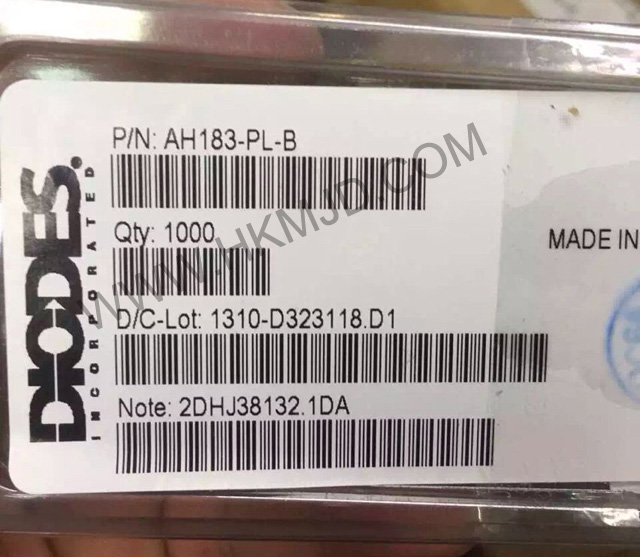 DIODES
INCORPORATED
P/N: AH183-PL-B
Qty: 1000
D/C-Lot: 1310-D323118.D1
Note: 2DHJ38132.1DA
MADE IN
WWW.HKMJD.COM